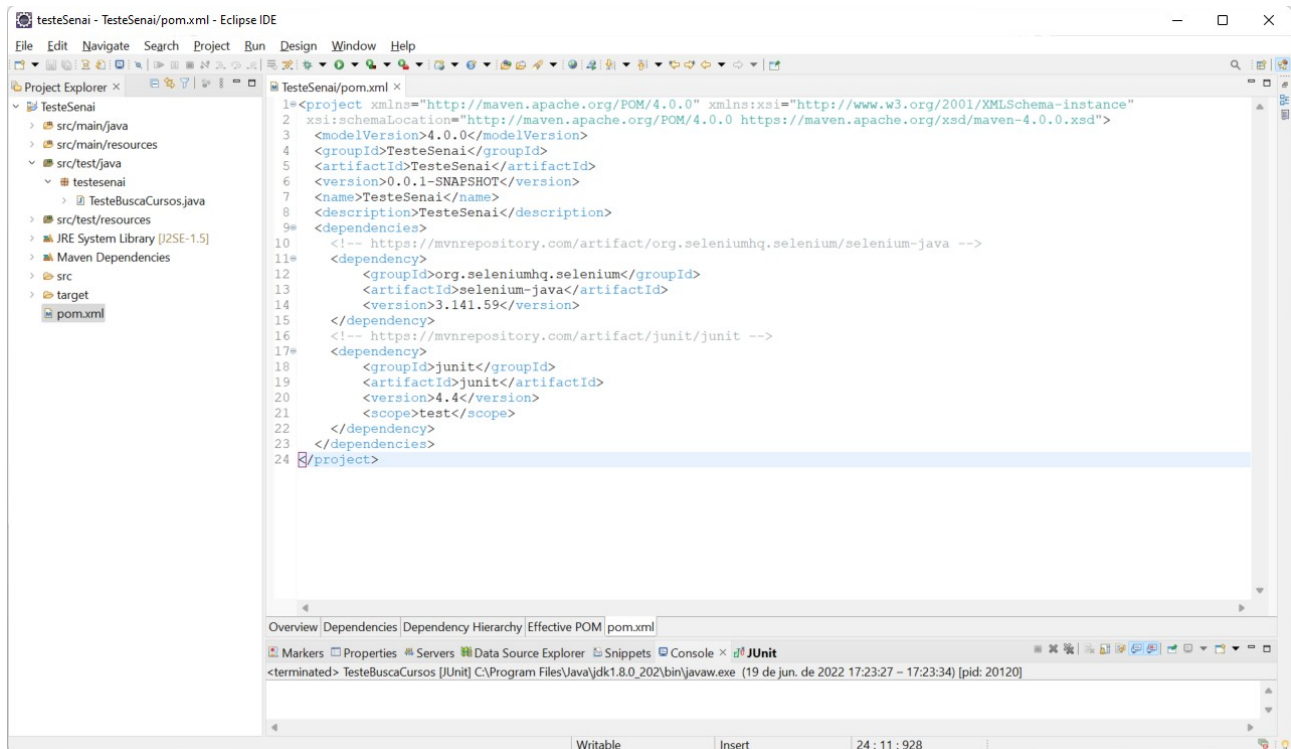 testeSenai - TesteSenai/pom.xml - Eclipse IDE
File Edit Navigate Search Project Run Design Window Help
Project Explorer
TesteSenai
src/main/java
src/main/resources
src/test/java
testesenai
TesteBuscaCursos.java
src/test/resources
JRE System Library [J2SE-1.5]
Maven Dependencies
src
target
pom.xml
TesteSenai/pom.xml
1 <project xmlns="http://maven.apache.org/POM/4.0.0" xmlns:xsi="http://www.w3.org/2001/XMLSchema-instance"
2 xsi:schemaLocation="http://maven.apache.org/POM/4.0.0 https://maven.apache.org/xsd/maven-4.0.0.xsd">
3 <modelVersion>4.0.0</modelVersion>
4 <groupId>TesteSenai</groupId>
5 <artifactId>TesteSenai</artifactId>
6 <version>0.0.1-SNAPSHOT</version>
7 <name>TesteSenai</name>
8 <description>TesteSenai</description>
9 <dependencies>
10 <!-- https://mvnrepository.com/artifact/org.seleniumhq.selenium/selenium-java -->
11 <dependency>
12 <groupId>org.seleniumhq.selenium</groupId>
13 <artifactId>selenium-java</artifactId>
14 <version>3.141.59</version>
15 </dependency>
16 <!-- https://mvnrepository.com/artifact/junit/junit -->
17 <dependency>
18 <groupId>junit</groupId>
19 <artifactId>junit</artifactId>
20 <version>4.4</version>
21 <scope>test</scope>
22 </dependency>
23 </dependencies>
24 </project>
Overview Dependencies Dependency Hierarchy Effective POM pom.xml
Markers Properties Servers Data Source Explorer Snippets Console JUnit
<terminated> TesteBuscaCursos [JUnit] C:\Program Files\Java\jdk1.8.0_202\bin\javaw.exe (19 de jun. de 2022 17:23:27 – 17:23:34) [pid: 20120]
Writable Insert 24 : 11 : 928